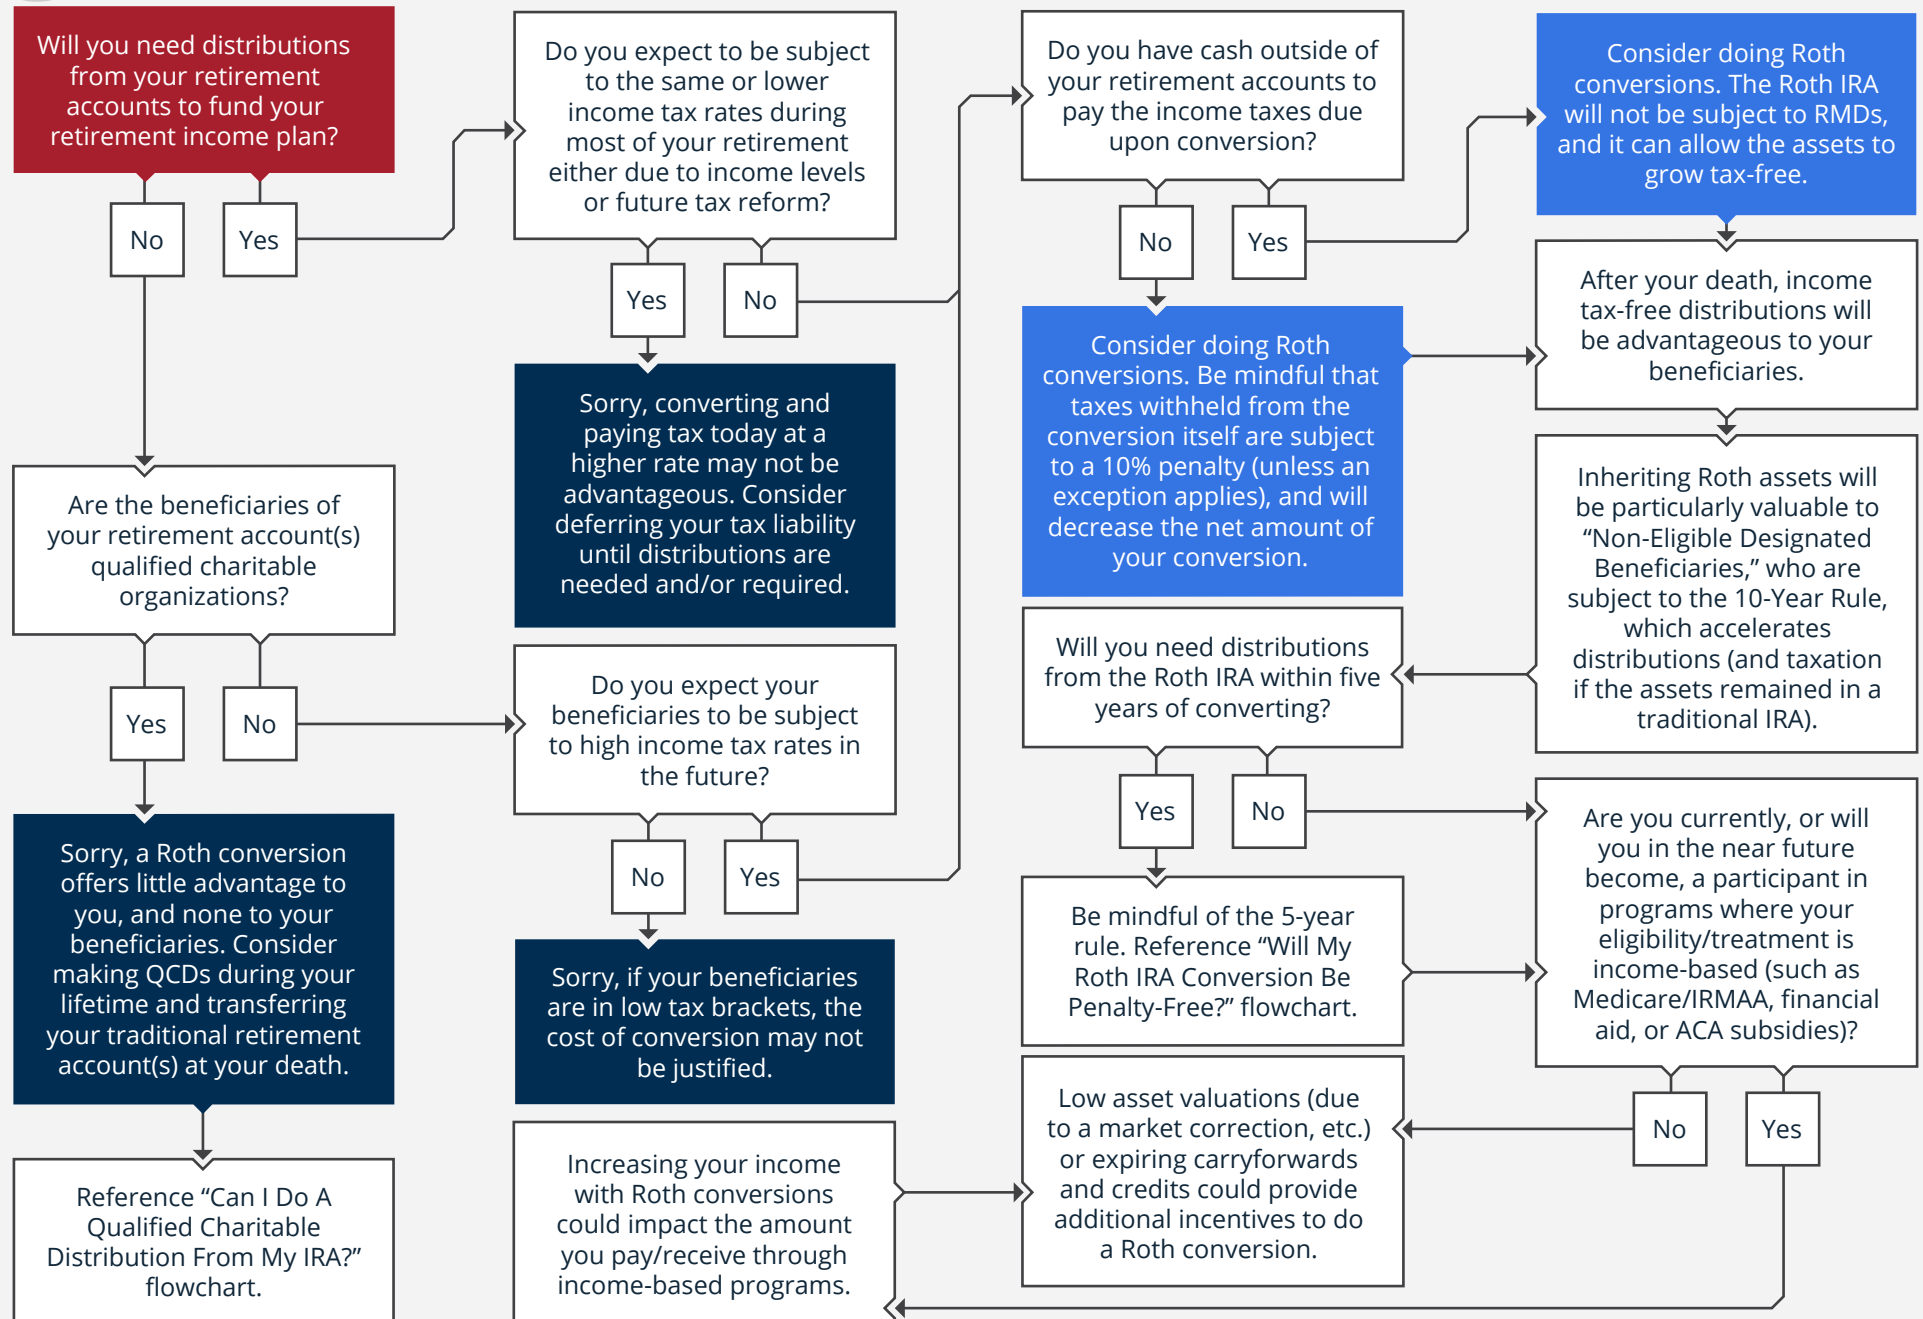 Will you need distributions
from your retirement
accounts to fund your
retirement income plan?
No
Yes
Are the beneficiaries of
your retirement account(s)
qualified charitable
organizations?
Yes
No
Sorry, a Roth conversion
offers little advantage to
you, and none to your
beneficiaries. Consider
making QCDs during your
lifetime and transferring
your traditional retirement
account(s) at your death.
Reference “Can I Do A
Qualified Charitable
Distribution From My IRA?”
flowchart.
Do you expect to be subject
to the same or lower
income tax rates during
most of your retirement
either due to income levels
or future tax reform?
Yes
No
Sorry, converting and
paying tax today at a
higher rate may not be
advantageous. Consider
deferring your tax liability
until distributions are
needed and/or required.
Do you expect your
beneficiaries to be subject
to high income tax rates in
the future?
No
Yes
Sorry, if your beneficiaries
are in low tax brackets, the
cost of conversion may not
be justified.
Increasing your income
with Roth conversions
could impact the amount
you pay/receive through
income-based programs.
Do you have cash outside of
your retirement accounts to
pay the income taxes due
upon conversion?
No
Yes
Consider doing Roth
conversions. Be mindful that
taxes withheld from the
conversion itself are subject
to a 10% penalty (unless an
exception applies), and will
decrease the net amount of
your conversion.
Will you need distributions
from the Roth IRA within five
years of converting?
Yes
No
Be mindful of the 5-year
rule. Reference “Will My
Roth IRA Conversion Be
Penalty-Free?” flowchart.
Low asset valuations (due
to a market correction, etc.)
or expiring carryforwards
and credits could provide
additional incentives to do
a Roth conversion.
Consider doing Roth
conversions. The Roth IRA
will not be subject to RMDs,
and it can allow the assets to
grow tax-free.
After your death, income
tax-free distributions will
be advantageous to your
beneficiaries.
Inheriting Roth assets will
be particularly valuable to
“Non-Eligible Designated
Beneficiaries,” who are
subject to the 10-Year Rule,
which accelerates
distributions (and taxation
if the assets remained in a
traditional IRA).
Are you currently, or will
you in the near future
become, a participant in
programs where your
eligibility/treatment is
income-based (such as
Medicare/IRMAA, financial
aid, or ACA subsidies)?
No
Yes